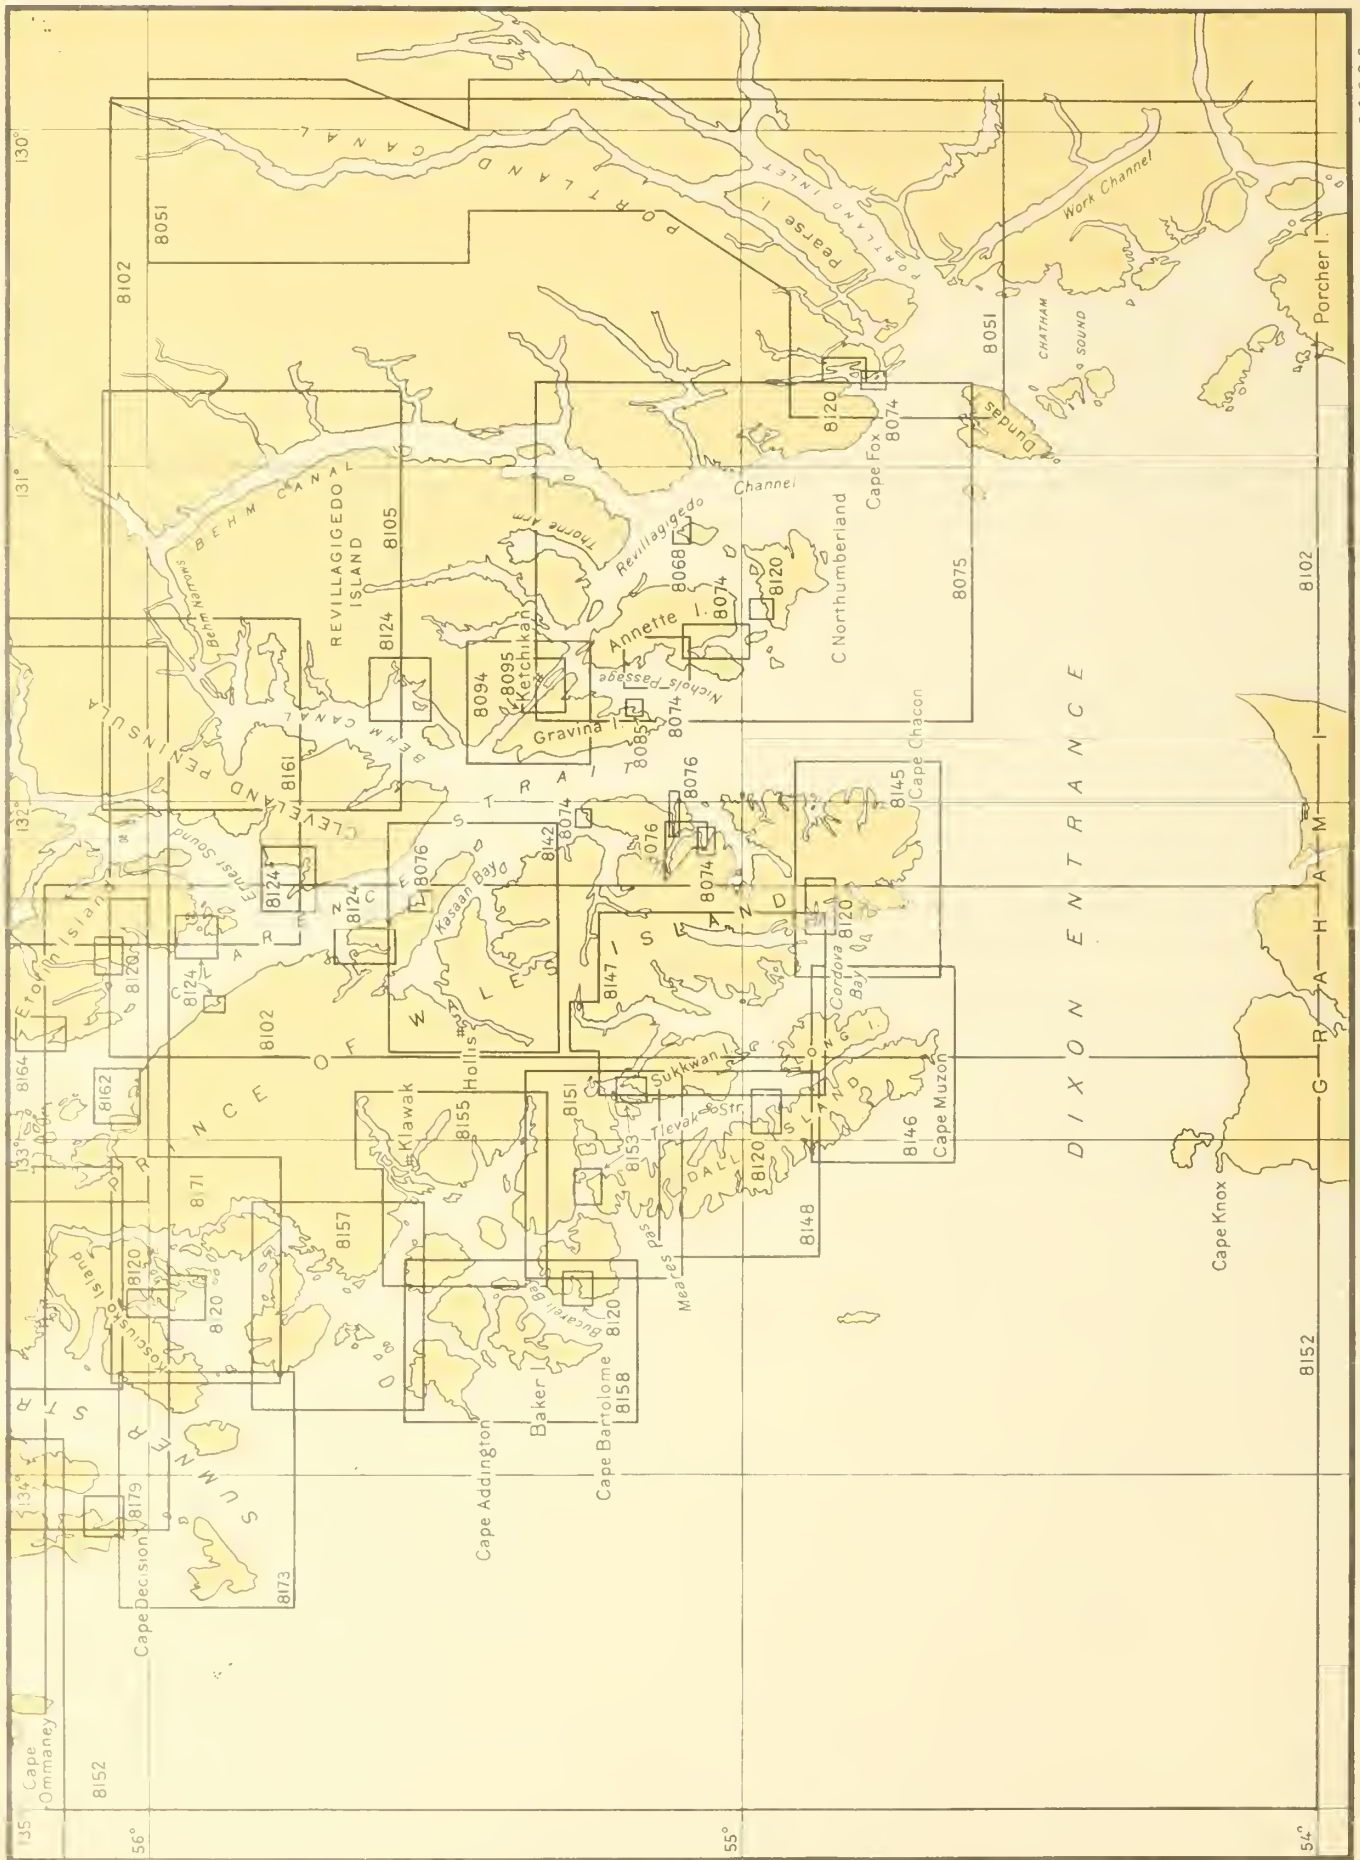 135°
Cape
Ommaney
134°
133°
8164
132°
131°
130°
8152
56°
Cape Decision
8179
SUMNER
STR
8173
Kosciusko Island
8120
8120
8171
8162
Etolin Island
8120
8124
Ernest Sound
8102
8051
8102
PRINCE OF WALES
ISLAND
CLARENCE
STRAIT
CLEVELAND
PENINSULA
8161
8124
8124
8076
8157
Klawak
8155
Hollis
Kasaan Bay
8142
BEHM
CANAL
Behm Narrows
BEHM
CANAL
REVILLAGIGEDO
ISLAND
8105
8124
PORTLAND
CANAL
Cape Addington
Baker I.
Bucareli Bay
Cape Bartolome
8158
8120
8151
8153
Meares Pas
Tlevak Str
Sukkwan I.
8147
8074
8076
8074
8094
8095
Ketchikan
Gravina I.
8085
8074
Nichols Passage
Annette I.
8074
Thorne Arm
Revillagigedo
Channel
8068
8120
C Northumberland
8120
Cape Fox
8074
Pearse I.
PORTLAND INLET
Work Channel
55°
DALL
ISLAND
LONG I.
8148
8120
8146
Cape Muzon
Cordova
Bay
8120
8145
Cape Chacon
8075
Dundas
8051
CHATHAM
SOUND
DIXON ENTRANCE
Cape Knox
GRAHAM I
Porcher I.
54°
8152
8102